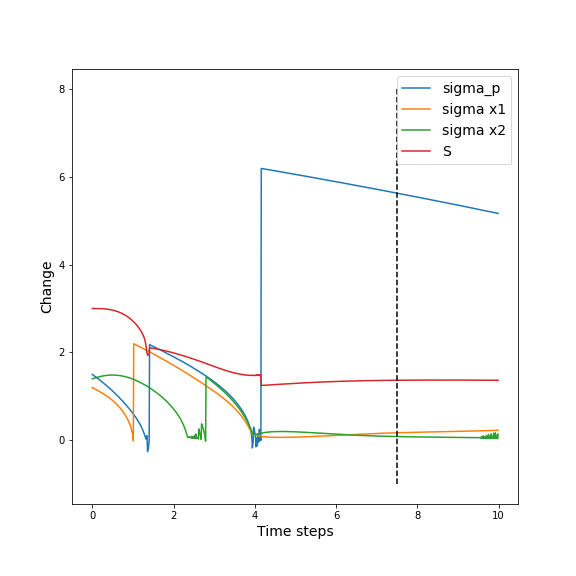 sigma_p
sigma x1
sigma x2
S
8
6
4
2
0
Change
0 2 4 6 8 10
Time steps